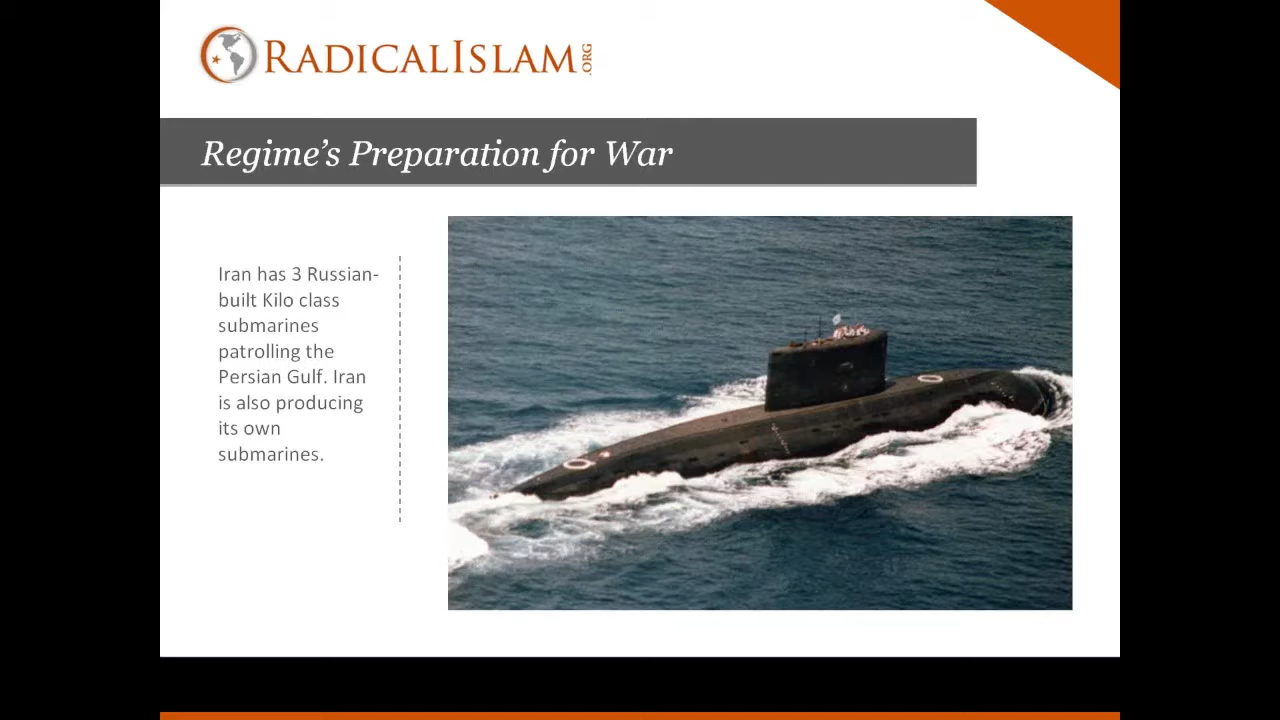 RADICALISLAM.ORG
Regime's Preparation for War
Iran has 3 Russian-
built Kilo class
submarines
patrolling the
Persian Gulf. Iran
is also producing
its own
submarines.